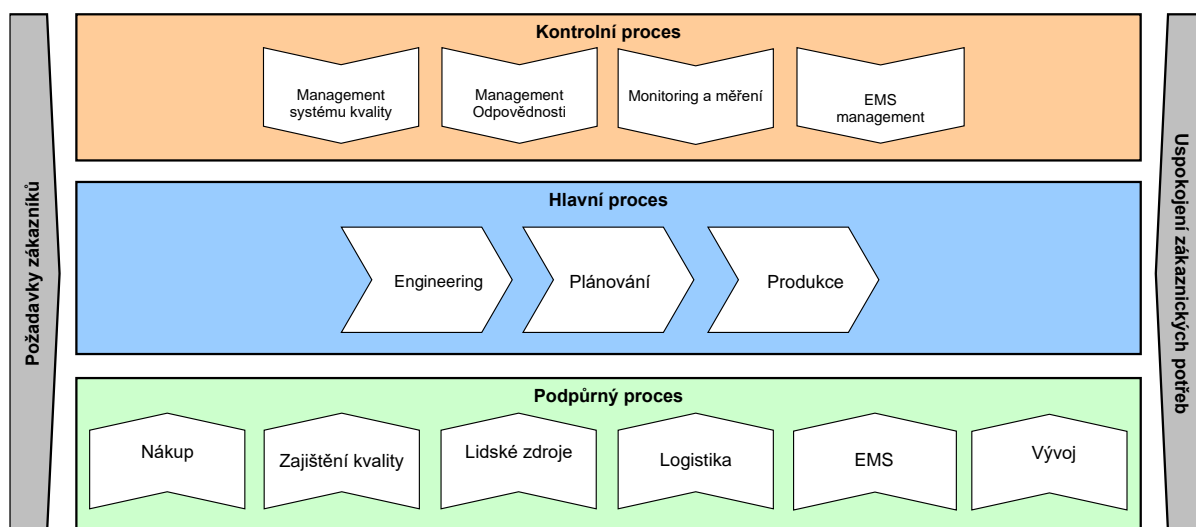 Požadavky zákazníků
Kontrolní proces
Management
systému kvality
Management
Odpovědnosti
Monitoring a měření
EMS
management
Hlavní proces
Engineering
Plánování
Produkce
Podpůrný proces
Nákup
Zajištění kvality
Lidské zdroje
Logistika
EMS
Vývoj
Uspokojení zákaznických potřeb